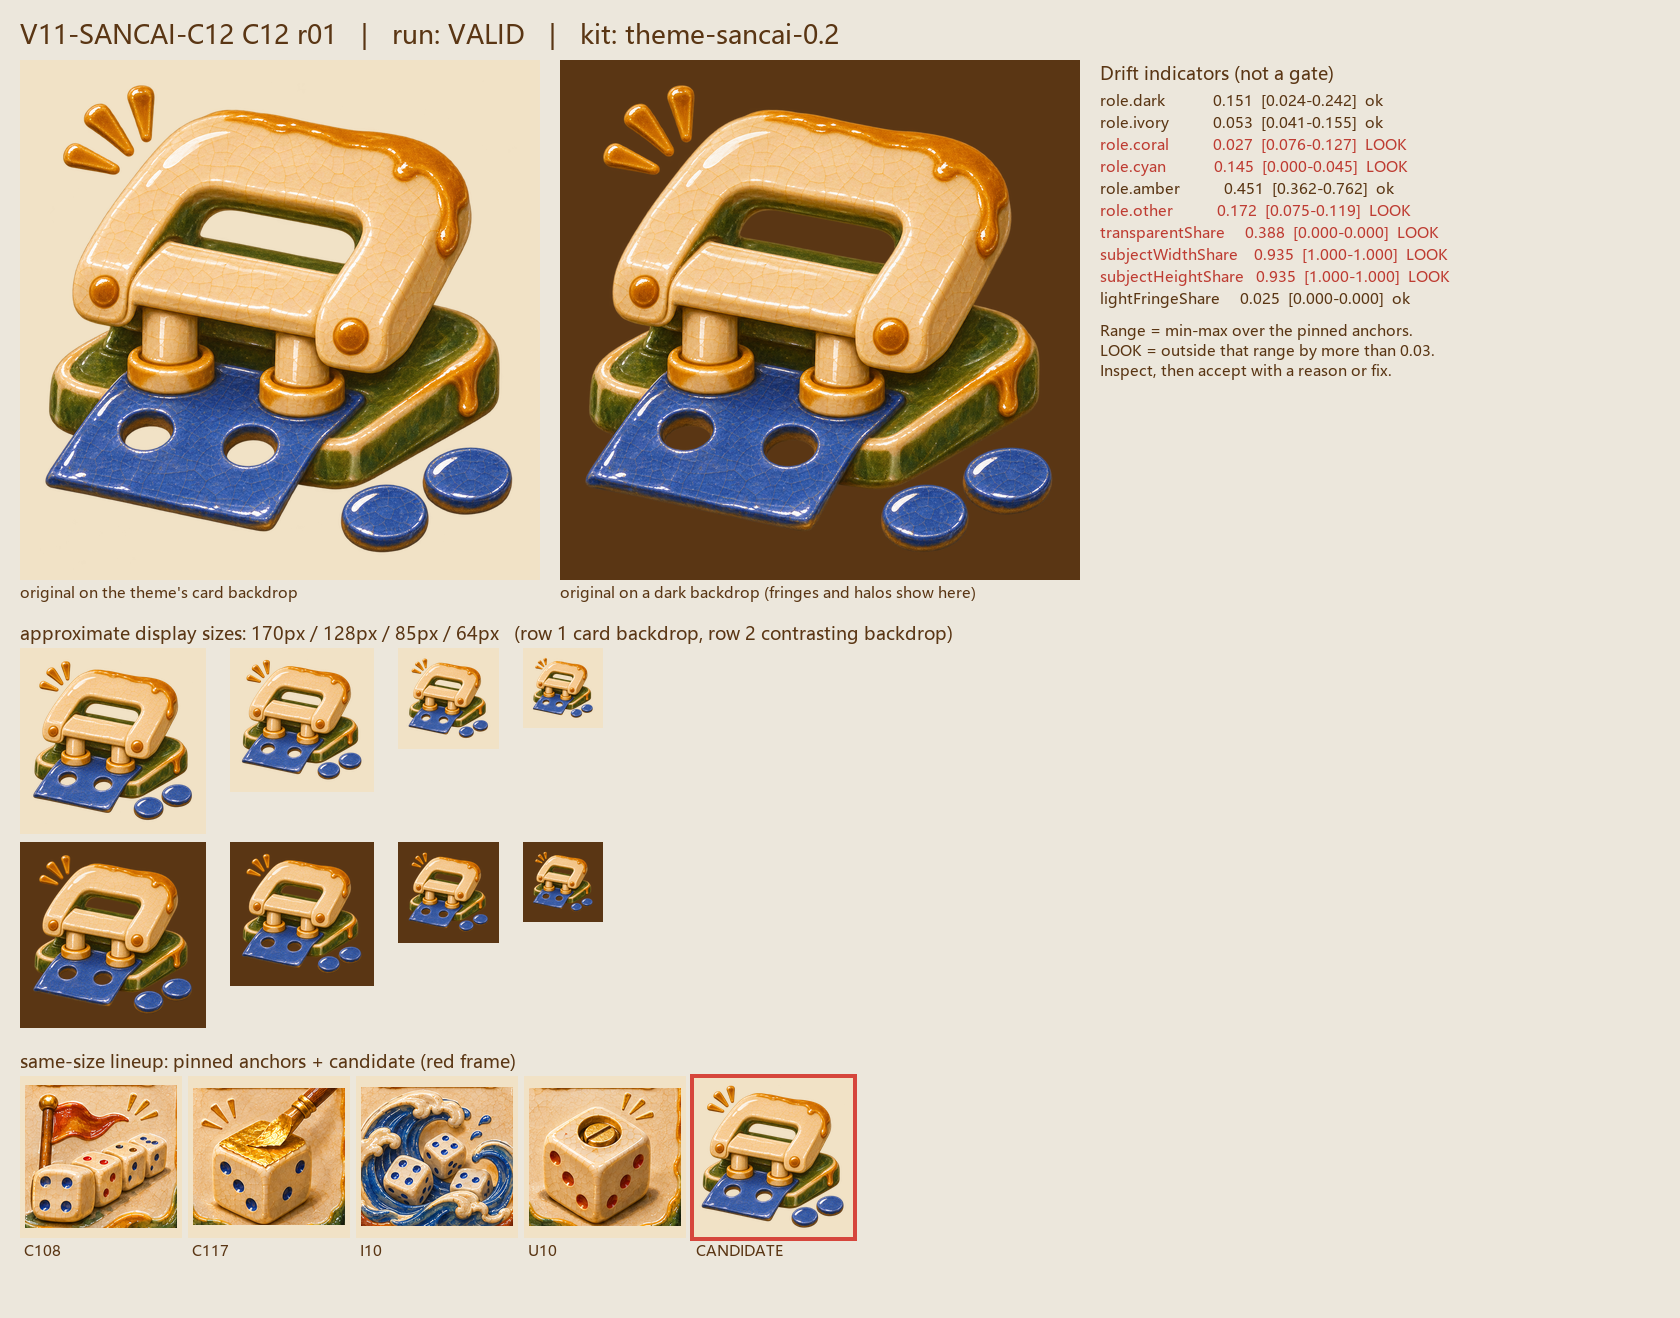 V11-SANCAI-C12 C12 r01 | run: VALID | kit: theme-sancai-0.2
Drift indicators (not a gate)
role.dark 0.151 [0.024-0.242] ok
role.ivory 0.053 [0.041-0.155] ok
role.coral 0.027 [0.076-0.127] LOOK
role.cyan 0.145 [0.000-0.045] LOOK
role.amber 0.451 [0.362-0.762] ok
role.other 0.172 [0.075-0.119] LOOK
transparentShare 0.388 [0.000-0.000] LOOK
subjectWidthShare 0.935 [1.000-1.000] LOOK
subjectHeightShare 0.935 [1.000-1.000] LOOK
lightFringeShare 0.025 [0.000-0.000] ok
Range = min-max over the pinned anchors.
LOOK = outside that range by more than 0.03.
Inspect, then accept with a reason or fix.
original on the theme's card backdrop
original on a dark backdrop (fringes and halos show here)
approximate display sizes: 170px / 128px / 85px / 64px (row 1 card backdrop, row 2 contrasting backdrop)
same-size lineup: pinned anchors + candidate (red frame)
C108
C117
I10
U10
CANDIDATE